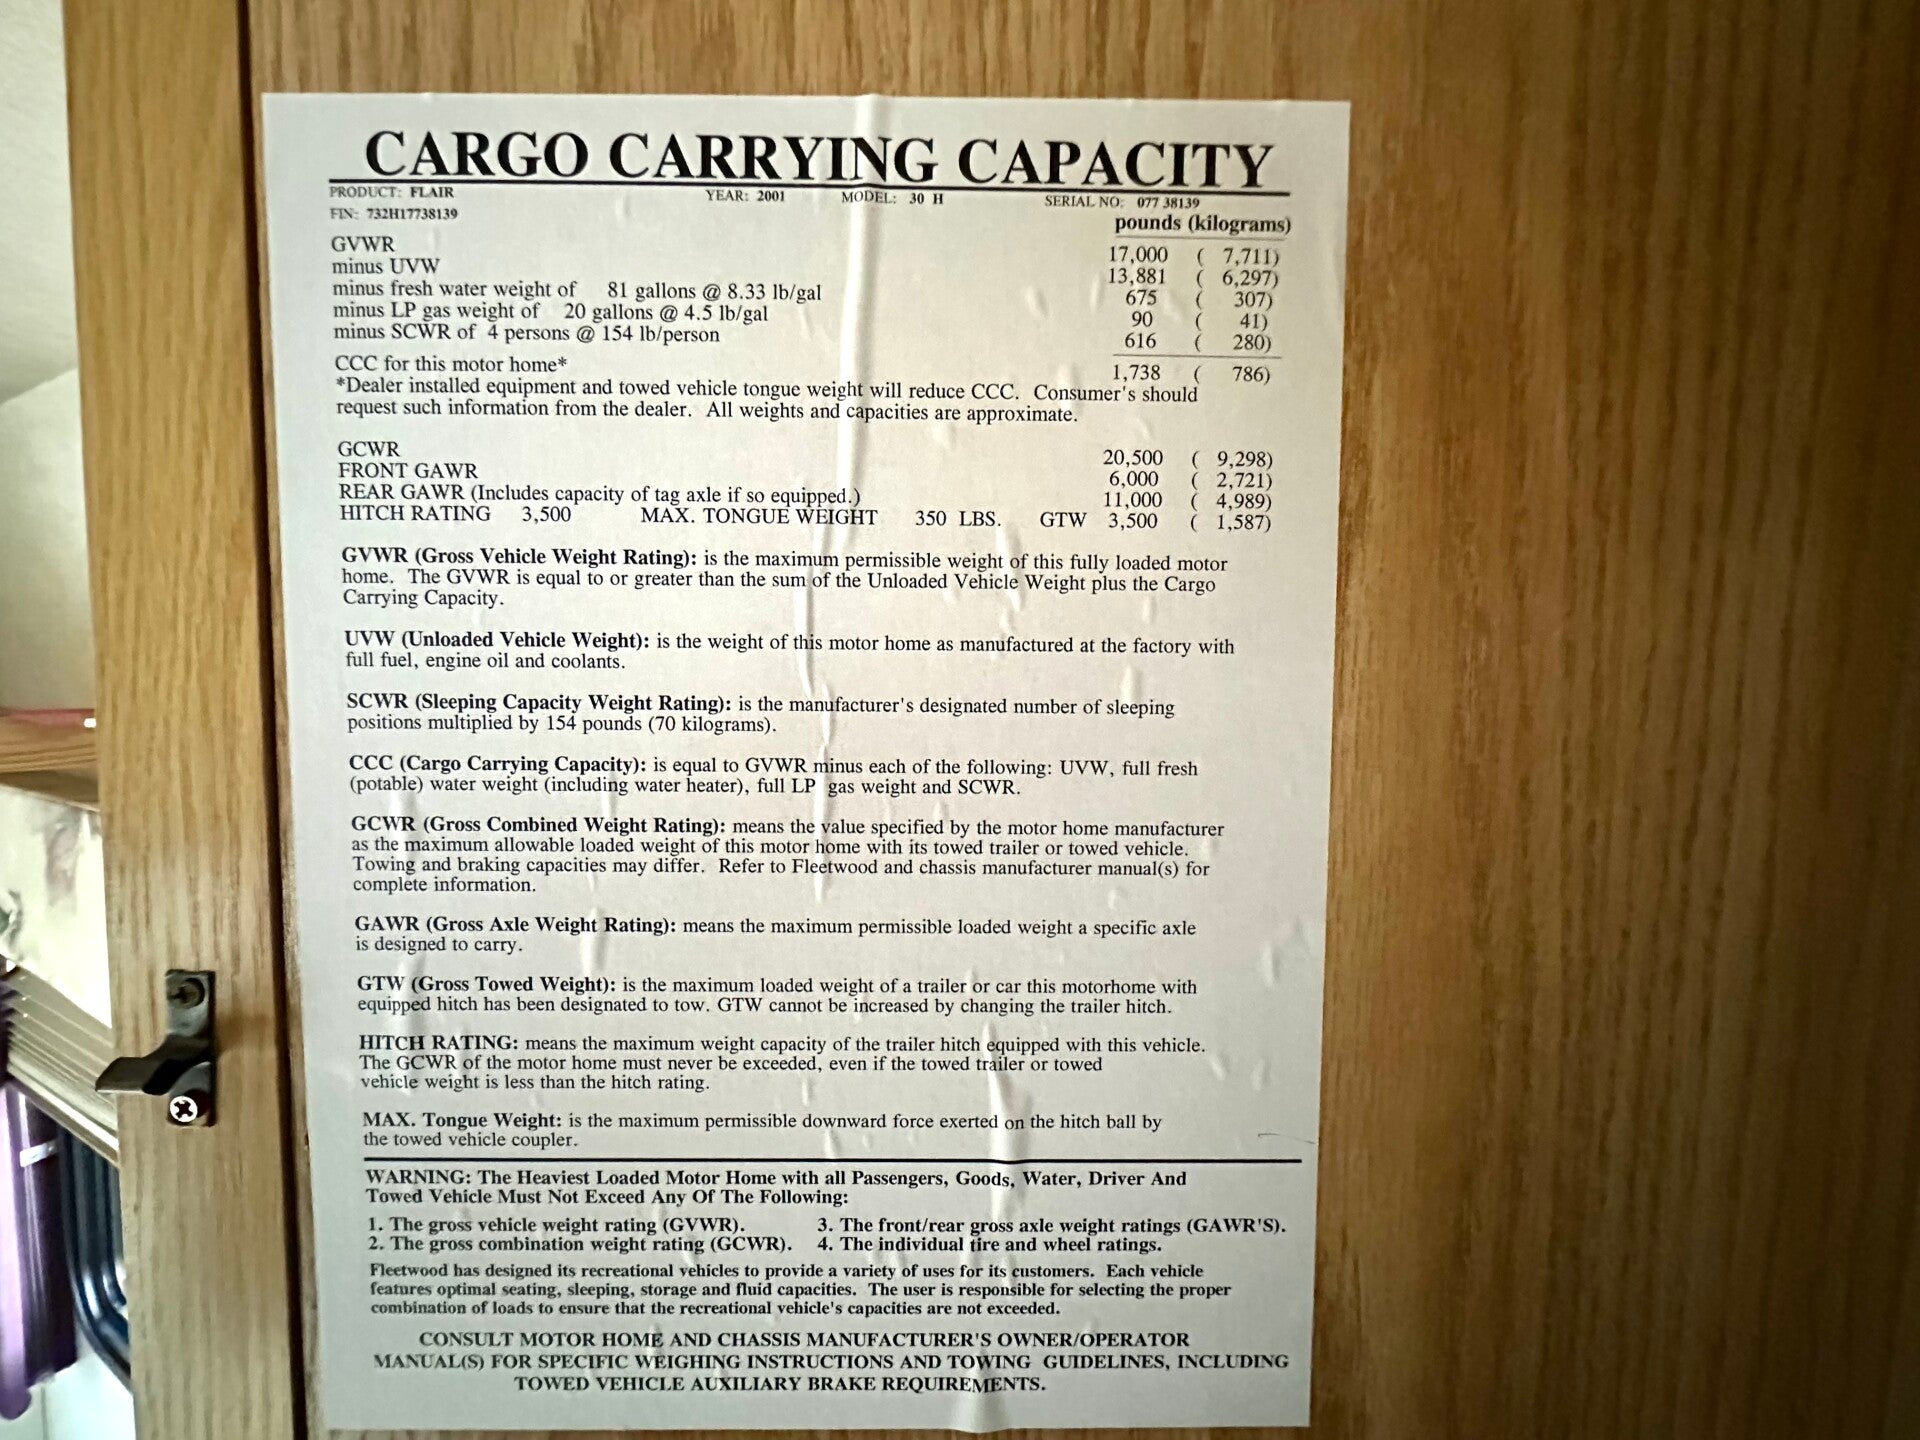 CARGO CARRYING CAPACITY
PRODUCT: FLAIR YEAR: 2001 MODEL: 30 H SERIAL NO: 077 38139
FIN: 732H17738139
pounds (kilograms)
GVWR 17,000 ( 7,711)
minus UVW 13,881 ( 6,297)
minus fresh water weight of 81 gallons @ 8.33 lb/gal 675 ( 307)
minus LP gas weight of 20 gallons @ 4.5 lb/gal 90 ( 41)
minus SCWR of 4 persons @ 154 lb/person 616 ( 280)
CCC for this motor home* 1,738 ( 786)
*Dealer installed equipment and towed vehicle tongue weight will reduce CCC. Consumer's should
request such information from the dealer. All weights and capacities are approximate.
GCWR 20,500 ( 9,298)
FRONT GAWR 6,000 ( 2,721)
REAR GAWR (Includes capacity of tag axle if so equipped.) 11,000 ( 4,989)
HITCH RATING 3,500 MAX. TONGUE WEIGHT 350 LBS. GTW 3,500 ( 1,587)
GVWR (Gross Vehicle Weight Rating): is the maximum permissible weight of this fully loaded motor
home. The GVWR is equal to or greater than the sum of the Unloaded Vehicle Weight plus the Cargo
Carrying Capacity.
UVW (Unloaded Vehicle Weight): is the weight of this motor home as manufactured at the factory with
full fuel, engine oil and coolants.
SCWR (Sleeping Capacity Weight Rating): is the manufacturer's designated number of sleeping
positions multiplied by 154 pounds (70 kilograms).
CCC (Cargo Carrying Capacity): is equal to GVWR minus each of the following: UVW, full fresh
(potable) water weight (including water heater), full LP gas weight and SCWR.
GCWR (Gross Combined Weight Rating): means the value specified by the motor home manufacturer
as the maximum allowable loaded weight of this motor home with its towed trailer or towed vehicle.
Towing and braking capacities may differ. Refer to Fleetwood and chassis manufacturer manual(s) for
complete information.
GAWR (Gross Axle Weight Rating): means the maximum permissible loaded weight a specific axle
is designed to carry.
GTW (Gross Towed Weight): is the maximum loaded weight of a trailer or car this motorhome with
equipped hitch has been designated to tow. GTW cannot be increased by changing the trailer hitch.
HITCH RATING: means the maximum weight capacity of the trailer hitch equipped with this vehicle.
The GCWR of the motor home must never be exceeded, even if the towed trailer or towed
vehicle weight is less than the hitch rating.
MAX. Tongue Weight: is the maximum permissible downward force exerted on the hitch ball by
the towed vehicle coupler.
WARNING: The Heaviest Loaded Motor Home with all Passengers, Goods, Water, Driver And
Towed Vehicle Must Not Exceed Any Of The Following:
1. The gross vehicle weight rating (GVWR). 3. The front/rear gross axle weight ratings (GAWR'S).
2. The gross combination weight rating (GCWR). 4. The individual tire and wheel ratings.
Fleetwood has designed its recreational vehicles to provide a variety of uses for its customers. Each vehicle
features optimal seating, sleeping, storage and fluid capacities. The user is responsible for selecting the proper
combination of loads to ensure that the recreational vehicle's capacities are not exceeded.
CONSULT MOTOR HOME AND CHASSIS MANUFACTURER'S OWNER/OPERATOR
MANUAL(S) FOR SPECIFIC WEIGHING INSTRUCTIONS AND TOWING GUIDELINES, INCLUDING
TOWED VEHICLE AUXILIARY BRAKE REQUIREMENTS.